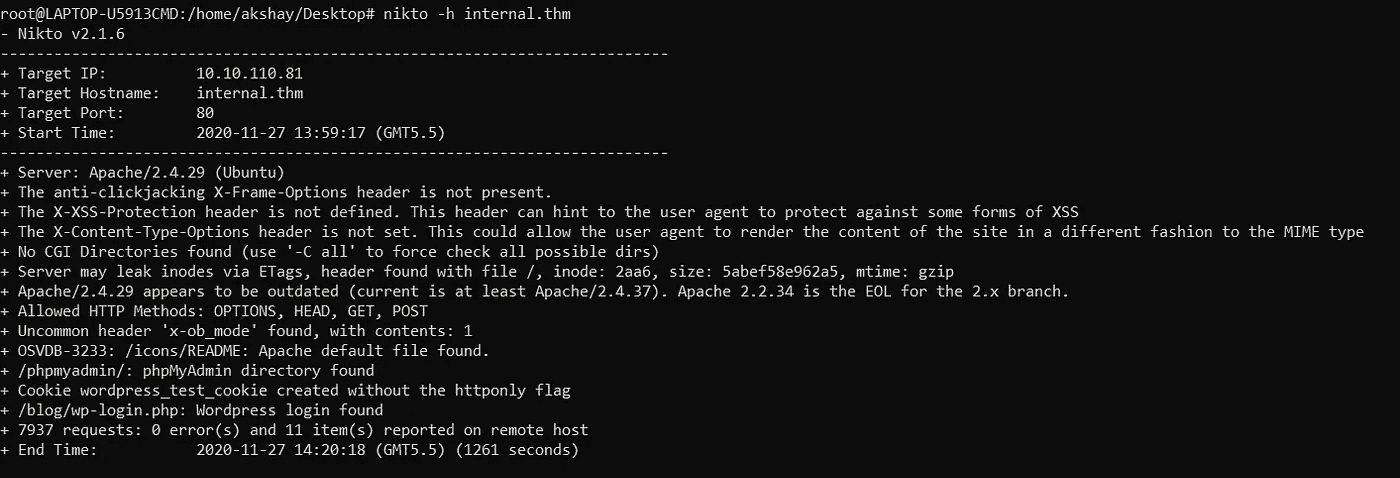 root@LAPTOP-U5913CMD:/home/akshay/Desktop# nikto -h internal.thm
- Nikto v2.1.6
---------------------------------------------------------------------------
+ Target IP:          10.10.110.81
+ Target Hostname:    internal.thm
+ Target Port:        80
+ Start Time:         2020-11-27 13:59:17 (GMT5.5)
---------------------------------------------------------------------------
+ Server: Apache/2.4.29 (Ubuntu)
+ The anti-clickjacking X-Frame-Options header is not present.
+ The X-XSS-Protection header is not defined. This header can hint to the user agent to protect against some forms of XSS
+ The X-Content-Type-Options header is not set. This could allow the user agent to render the content of the site in a different fashion to the MIME type
+ No CGI Directories found (use '-C all' to force check all possible dirs)
+ Server may leak inodes via ETags, header found with file /, inode: 2aa6, size: 5abef58e962a5, mtime: gzip
+ Apache/2.4.29 appears to be outdated (current is at least Apache/2.4.37). Apache 2.2.34 is the EOL for the 2.x branch.
+ Allowed HTTP Methods: OPTIONS, HEAD, GET, POST
+ Uncommon header 'x-ob_mode' found, with contents: 1
+ OSVDB-3233: /icons/README: Apache default file found.
+ /phpmyadmin/: phpMyAdmin directory found
+ Cookie wordpress_test_cookie created without the httponly flag
+ /blog/wp-login.php: Wordpress login found
+ 7937 requests: 0 error(s) and 11 item(s) reported on remote host
+ End Time:           2020-11-27 14:20:18 (GMT5.5) (1261 seconds)